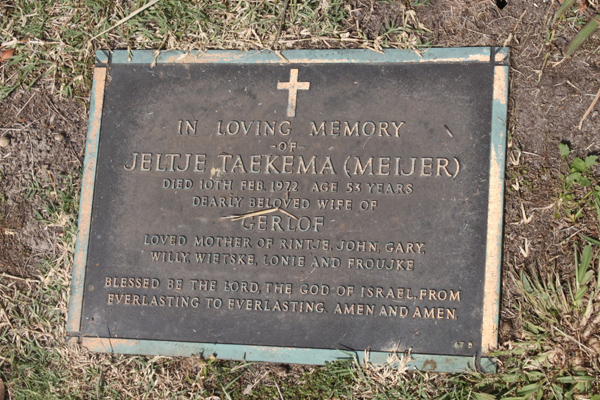 IN LOVING MEMORY
-OF-
JELTJE TAEKEMA (MEIJER)
DIED 10TH FEB. 1972 AGE 53 YEARS
DEARLY BELOVED WIFE OF
GERLOF
LOVED MOTHER OF RINTJE, JOHN, GARY,
WILLY, WIETSKE, LONIE AND FROUJKE
BLESSED BE THE LORD, THE GOD OF ISRAEL, FROM
EVERLASTING TO EVERLASTING. AMEN AND AMEN